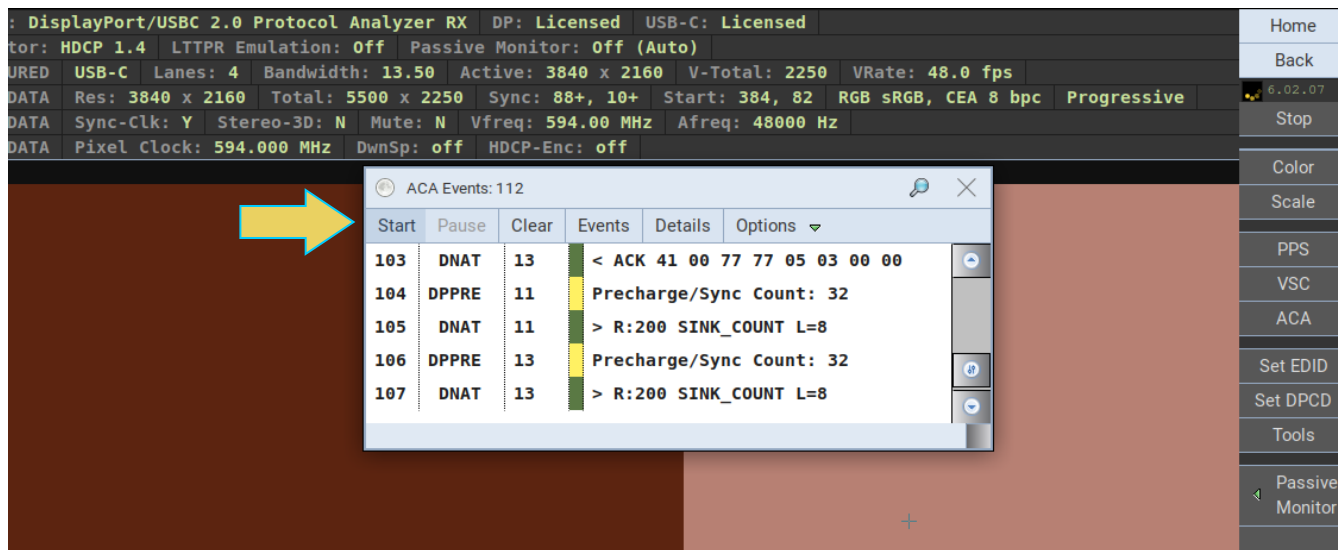 : DisplayPort/USBC 2.0 Protocol Analyzer RX DP: Licensed USB-C: Licensed
tor: HDCP 1.4 LTTPR Emulation: Off Passive Monitor: Off (Auto)
URED USB-C Lanes: 4 Bandwidth: 13.50 Active: 3840 x 2160 V-Total: 2250 VRate: 48.0 fps
DATA Res: 3840 x 2160 Total: 5500 x 2250 Sync: 88+, 10+ Start: 384, 82 RGB sRGB, CEA 8 bpc Progressive
DATA Sync-Clk: Y Stereo-3D: N Mute: N Vfreq: 594.00 MHz Afreq: 48000 Hz
DATA Pixel Clock: 594.000 MHz DwnSp: off HDCP-Enc: off
ACA Events: 112
Start Pause Clear Events Details Options
103 DNAT 13 < ACK 41 00 77 77 05 03 00 00
104 DPPRE 11 Precharge/Sync Count: 32
105 DNAT 11 > R:200 SINK_COUNT L=8
106 DPPRE 13 Precharge/Sync Count: 32
107 DNAT 13 > R:200 SINK_COUNT L=8
Home
Back
6.02.07
Stop
Color
Scale
PPS
VSC
ACA
Set EDID
Set DPCD
Tools
Passive
Monitor